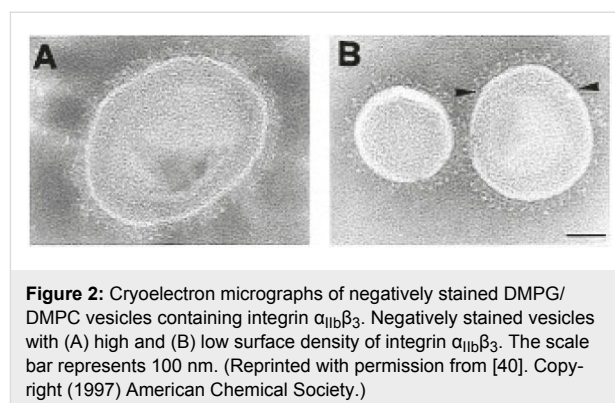 A
B
Figure 2: Cryoelectron micrographs of negatively stained DMPG/
DMPC vesicles containing integrin αIIbβ3. Negatively stained vesicles
with (A) high and (B) low surface density of integrin αIIbβ3. The scale
bar represents 100 nm. (Reprinted with permission from [40]. Copy-
right (1997) American Chemical Society.)